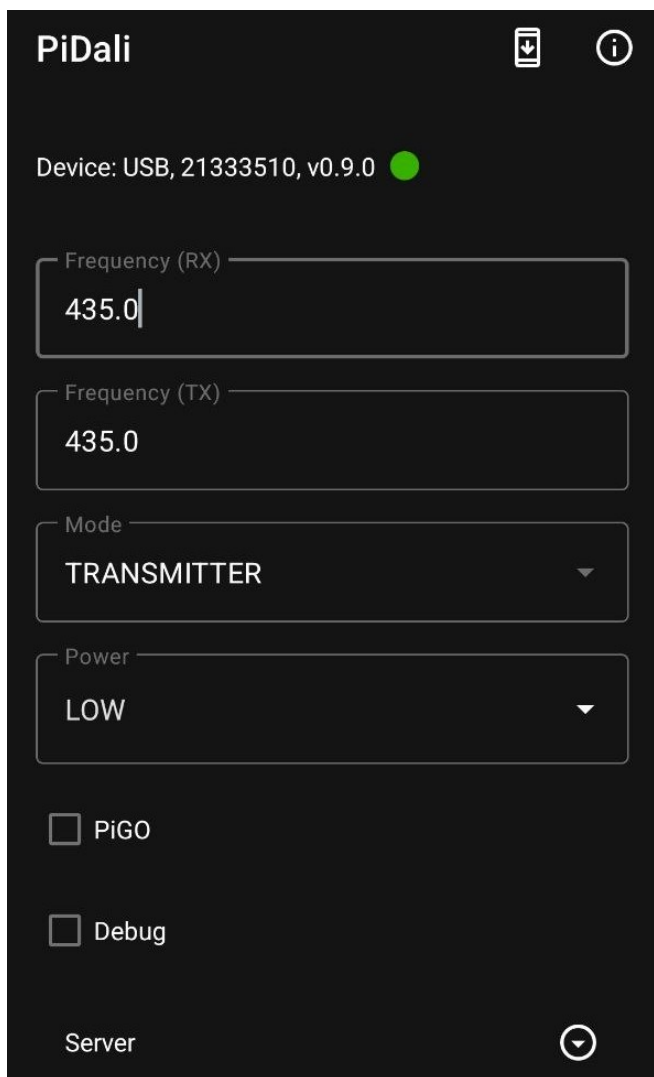 PiDali
Device: USB, 21333510, v0.9.0
Frequency (RX)
435.0
Frequency (TX)
435.0
Mode
TRANSMITTER
Power
LOW
PiGO
Debug
Server